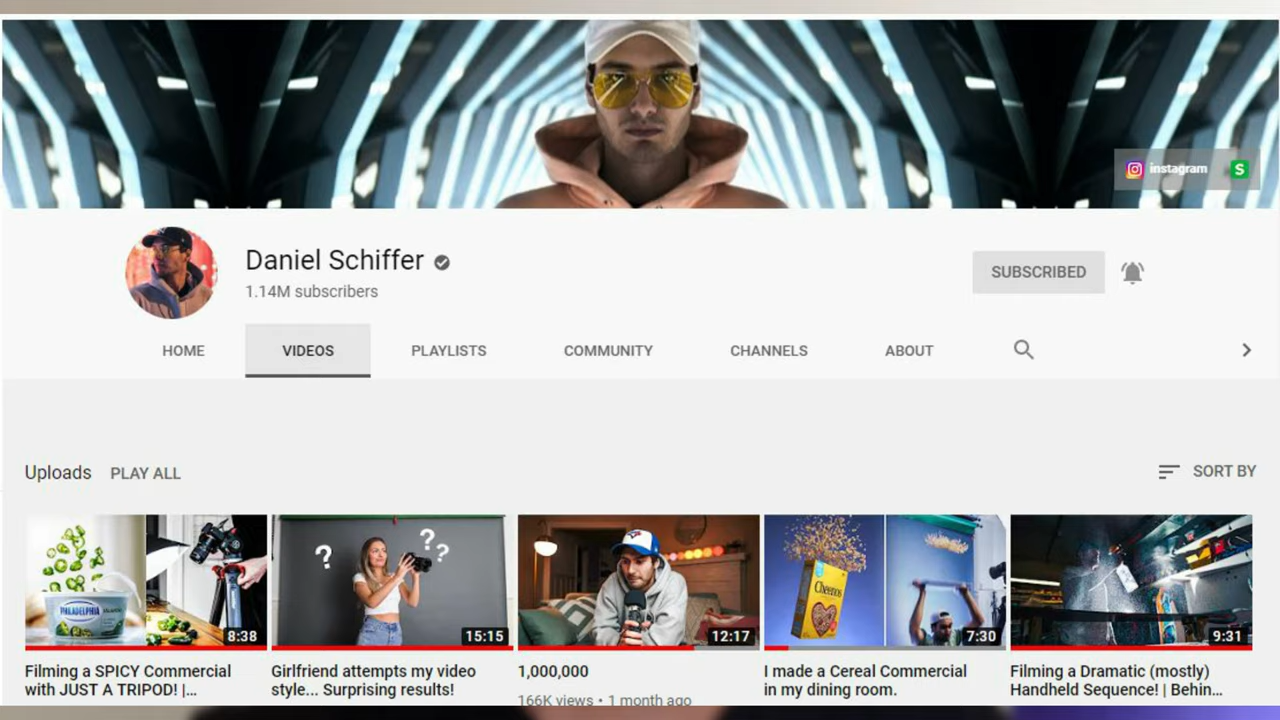 instagram
S
Daniel Schiffer
1.14M subscribers
SUBSCRIBED
HOME
VIDEOS
PLAYLISTS
COMMUNITY
CHANNELS
ABOUT
Uploads
PLAY ALL
SORT BY
PHILADELPHIA
8:38
? ? ?
15:15
12:17
Cheerios
7:30
9:31
Filming a SPICY Commercial
with JUST A TRIPOD! |...
Girlfriend attempts my video
style... Surprising results!
1,000,000
166K views • 1 month ago
I made a Cereal Commercial
in my dining room.
Filming a Dramatic (mostly)
Handheld Sequence! | Behin...